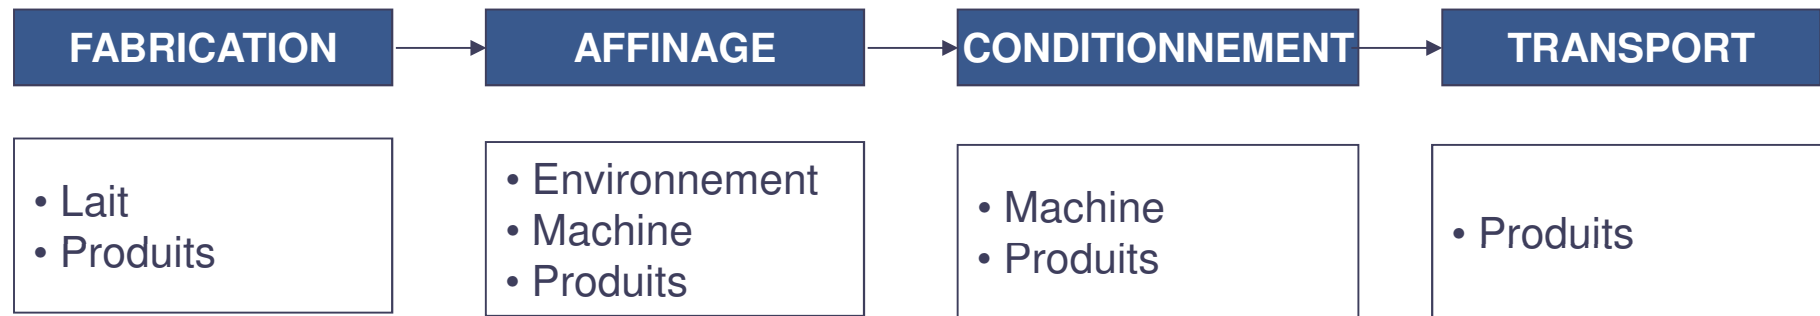 FABRICATION
AFFINAGE
CONDITIONNEMENT
TRANSPORT
• Lait
• Produits
• Environnement
• Machine
• Produits
• Machine
• Produits
• Produits